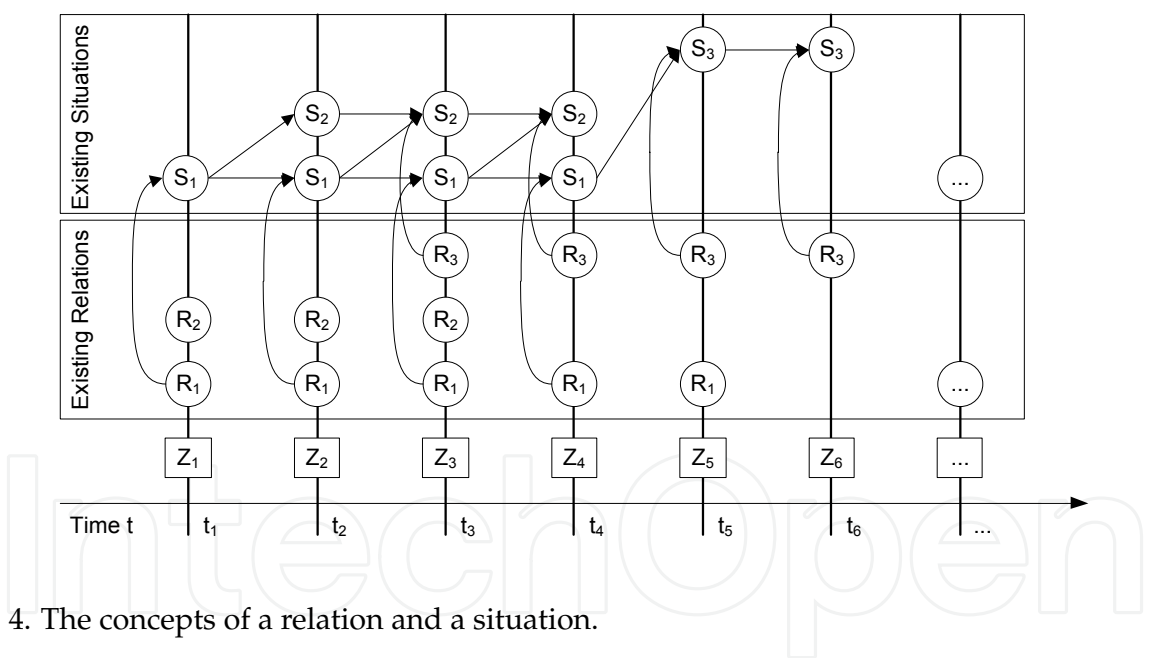 Existing Situations
S3 S3
S2 S2 S2
S1 S1 S1 S1 ...
Existing Relations
R3 R3 R3 R3
R2 R2 R2
R1 R1 R1 R1 R1 ...
Z1 Z2 Z3 Z4 Z5 Z6 ...
Time t t1 t2 t3 t4 t5 t6 ...
IntechOpen
4. The concepts of a relation and a situation.